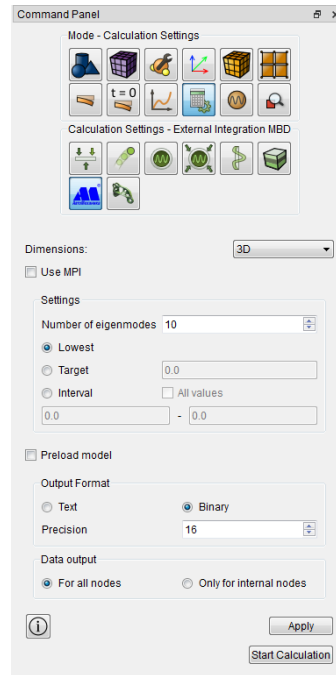 Command Panel
Mode - Calculation Settings
t = 0
Calculation Settings - External Integration MBD
Dimensions: 3D
Use MPI
Settings
Number of eigenmodes 10
Lowest
Target 0.0
Interval All values
0.0 - 0.0
Preload model
Output Format
Text Binary
Precision 16
Data output
For all nodes Only for internal nodes
Apply
Start Calculation